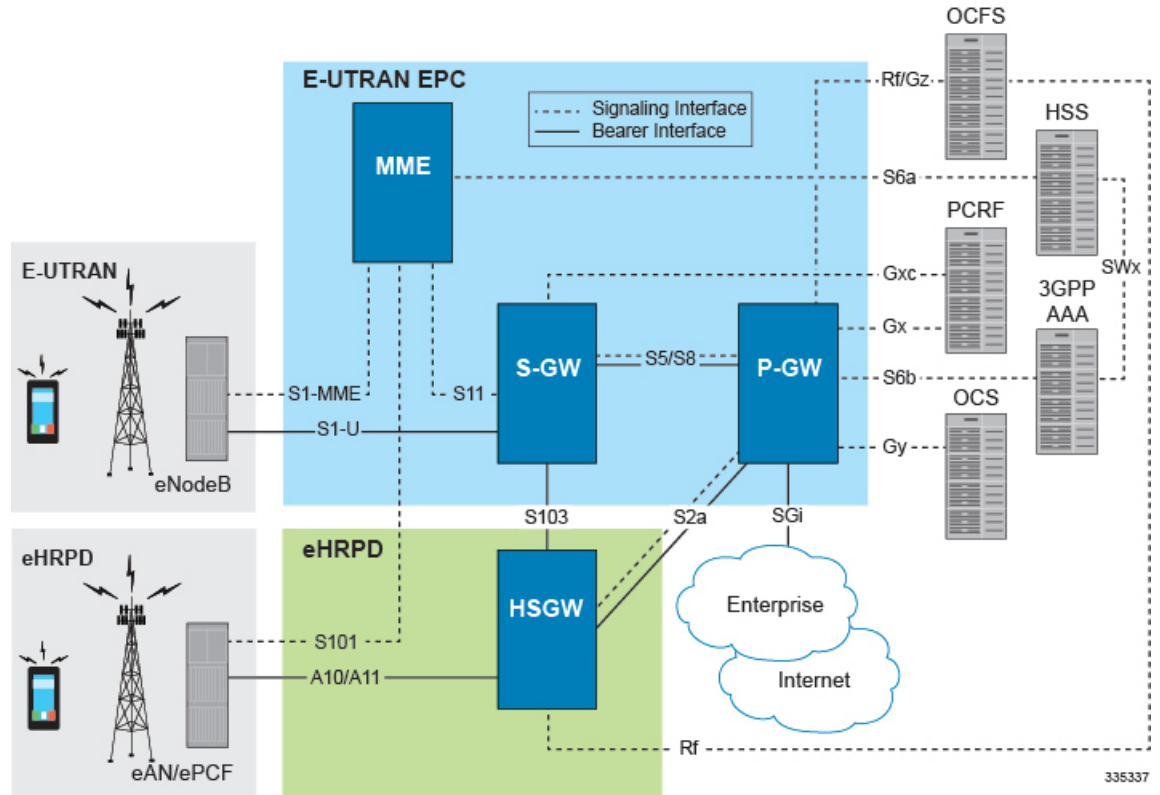 OCFS
E-UTRAN EPC
Rf/Gz
Signaling Interface
Bearer Interface
HSS
MME
S6a
PCRF
E-UTRAN
Gxc
SWx
3GPP
AAA
Gx
S-GW
S5/S8
P-GW
S6b
S1-MME
S11
OCS
S1-U
Gy
eNodeB
S103
S2a
SGi
eHRPD
eHRPD
HSGW
Enterprise
S101
A10/A11
Internet
Rf
eAN/ePCF
335337